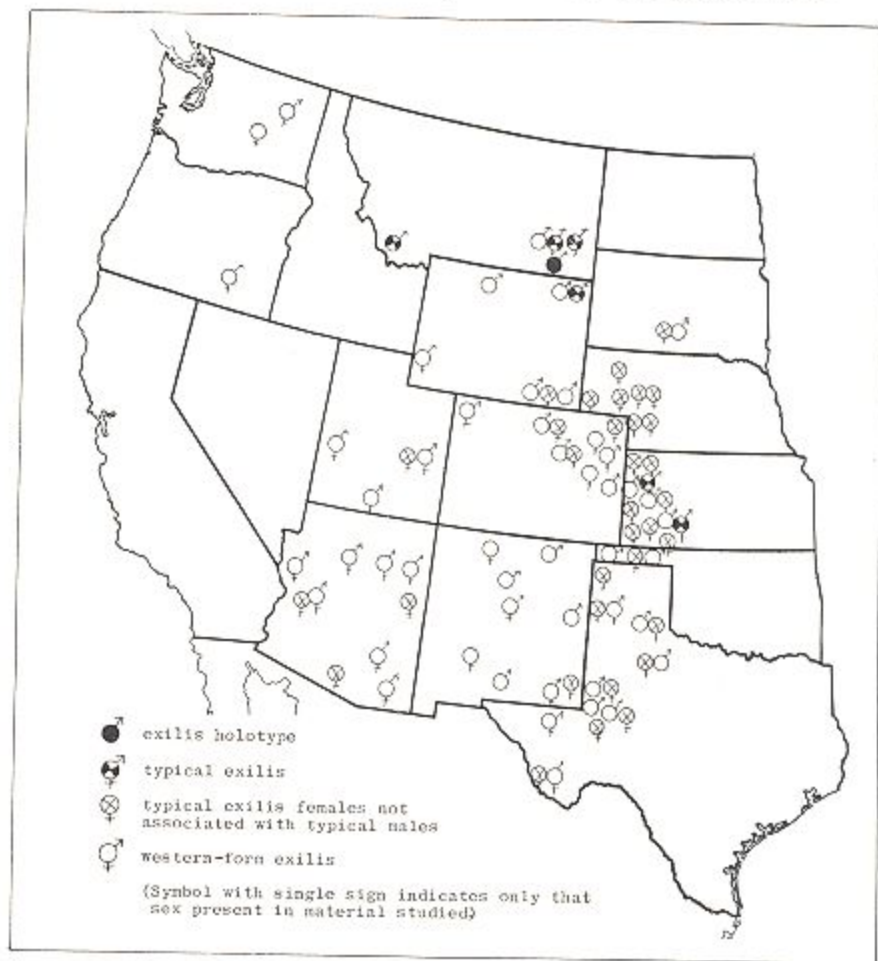 exilis holotype
typical exilis
typical exilis females not
associated with typical males
Western-form exilis
(Symbol with single sign indicates only that
sex present in material studied)